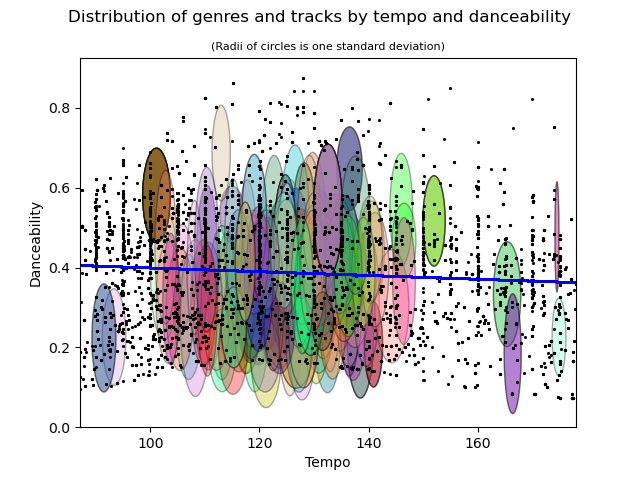 Distribution of genres and tracks by tempo and danceability
(Radii of circles is one standard deviation)
0.8
0.6
0.4
0.2
0.0
Danceability
100 120 140 160
Tempo